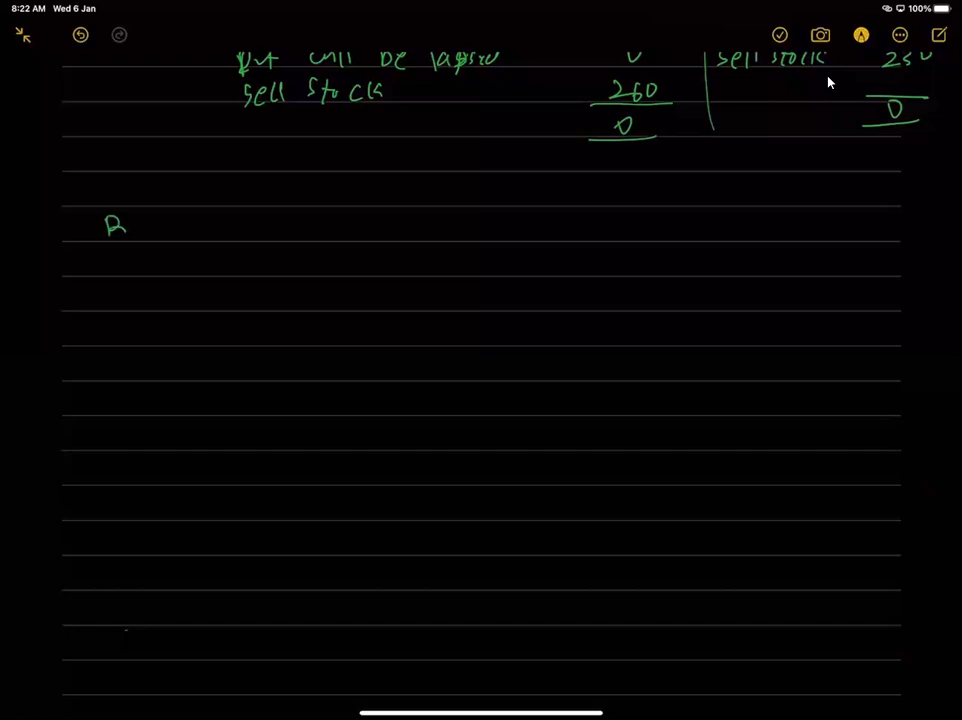 8:22 AM Wed 6 Jan 100%
Put will be lapsed 0 sell stock 250
sell stock 260
0 0
R